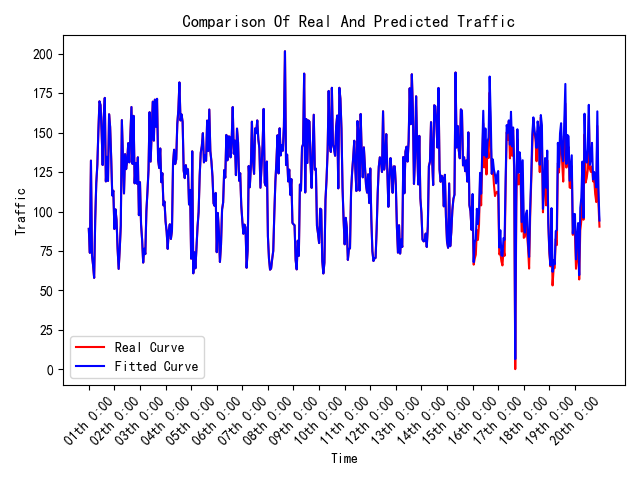 Comparison Of Real And Predicted Traffic
200
175
150
125
100
75
50
25
0
Traffic
Real Curve
Fitted Curve
01th 0:00
02th 0:00
03th 0:00
04th 0:00
05th 0:00
06th 0:00
07th 0:00
08th 0:00
09th 0:00
10th 0:00
11th 0:00
12th 0:00
13th 0:00
14th 0:00
15th 0:00
16th 0:00
17th 0:00
18th 0:00
19th 0:00
20th 0:00
Time